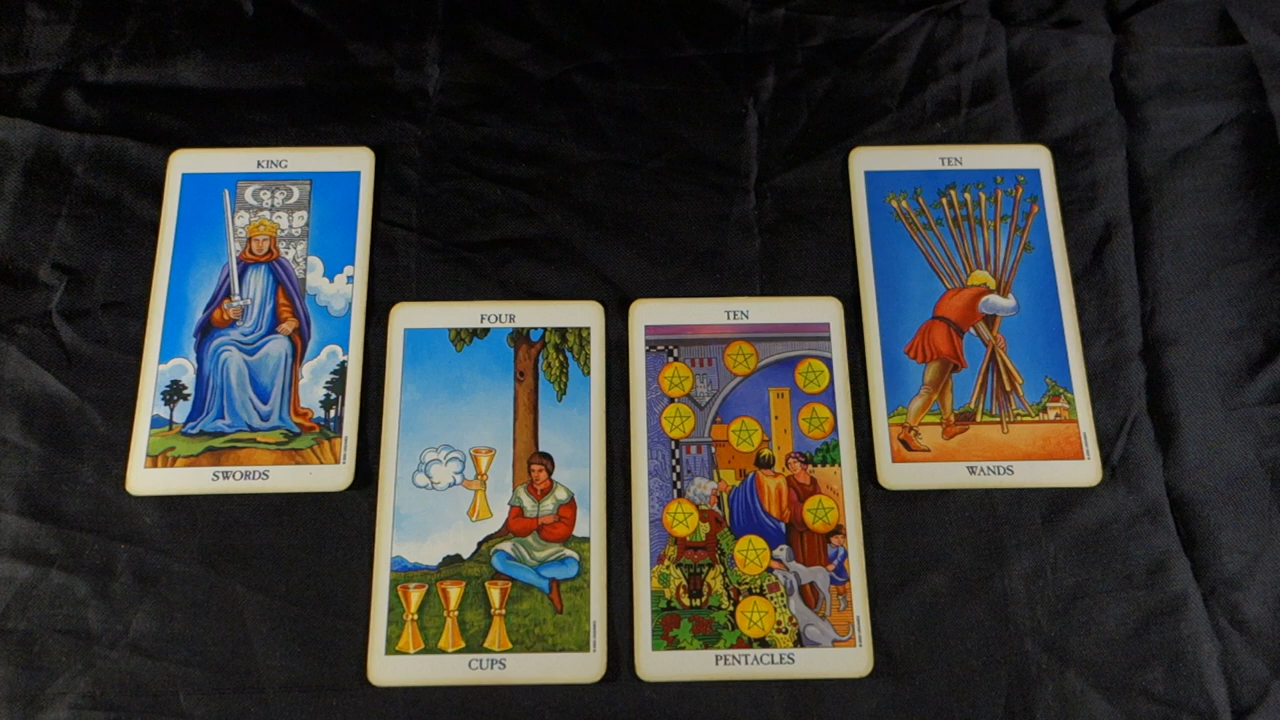 KING
SWORDS
FOUR
CUPS
TEN
PENTACLES
TEN
WANDS